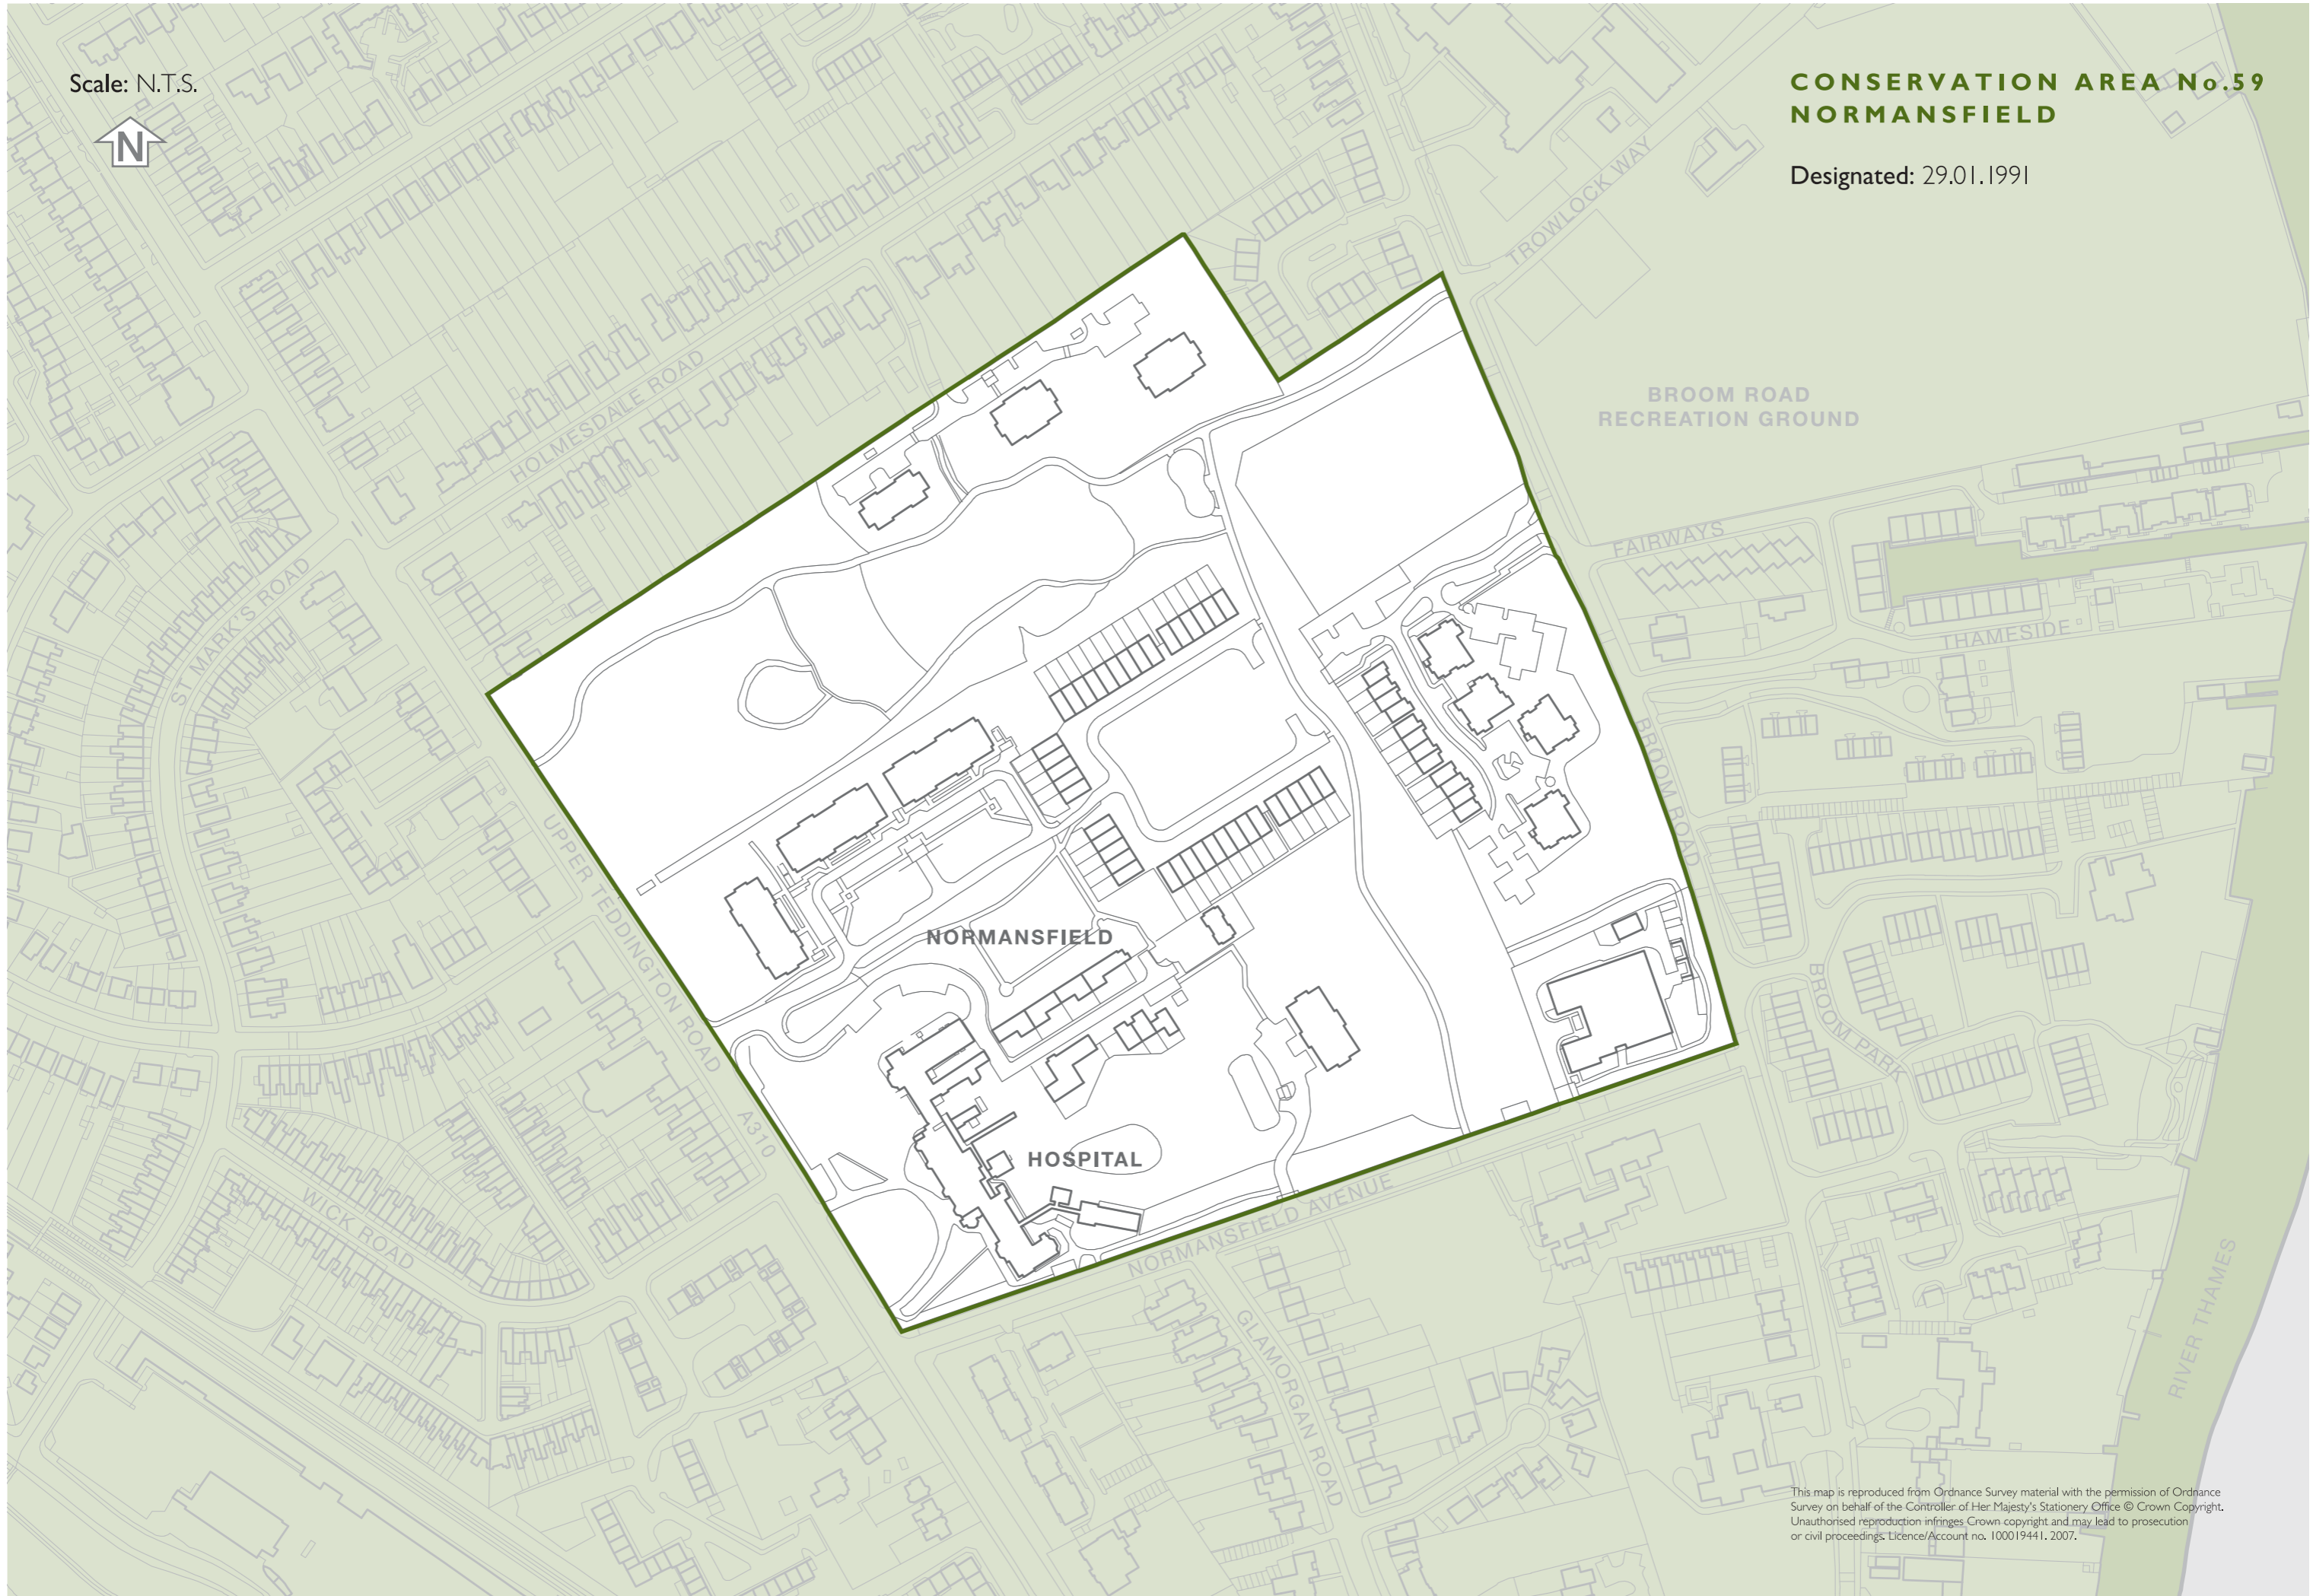 Scale: N.T.S.
N
CONSERVATION AREA No.59
NORMANSFIELD
Designated: 29.01.1991
TROWLOCK WAY
HOLMESDALE ROAD
BROOM ROAD
RECREATION GROUND
FAIRWAYS
ST MARK'S ROAD
THAMESIDE
UPPER TEDDINGTON ROAD
BROOM ROAD
NORMANSFIELD
BROOM PARK
A310
HOSPITAL
WICK ROAD
NORMANSFIELD AVENUE
GLAMORGAN ROAD
RIVER THAMES
This map is reproduced from Ordnance Survey material with the permission of Ordnance
Survey on behalf of the Controller of Her Majesty's Stationery Office © Crown Copyright.
Unauthorised reproduction infringes Crown copyright and may lead to prosecution
or civil proceedings. Licence/Account no. 100019441. 2007.